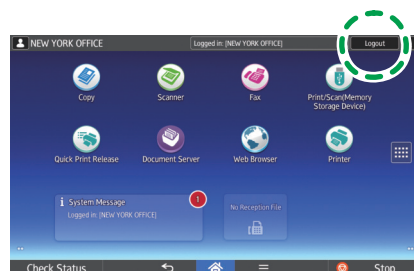 NEW YORK OFFICE
Logged in: [NEW YORK OFFICE]
Logout
Copy
Scanner
Fax
Print/Scan(Memory
Storage Device)
Quick Print Release
Document Server
Web Browser
Printer
System Message
1
Logged in: [NEW YORK OFFICE]
No Reception File
Check Status
Stop